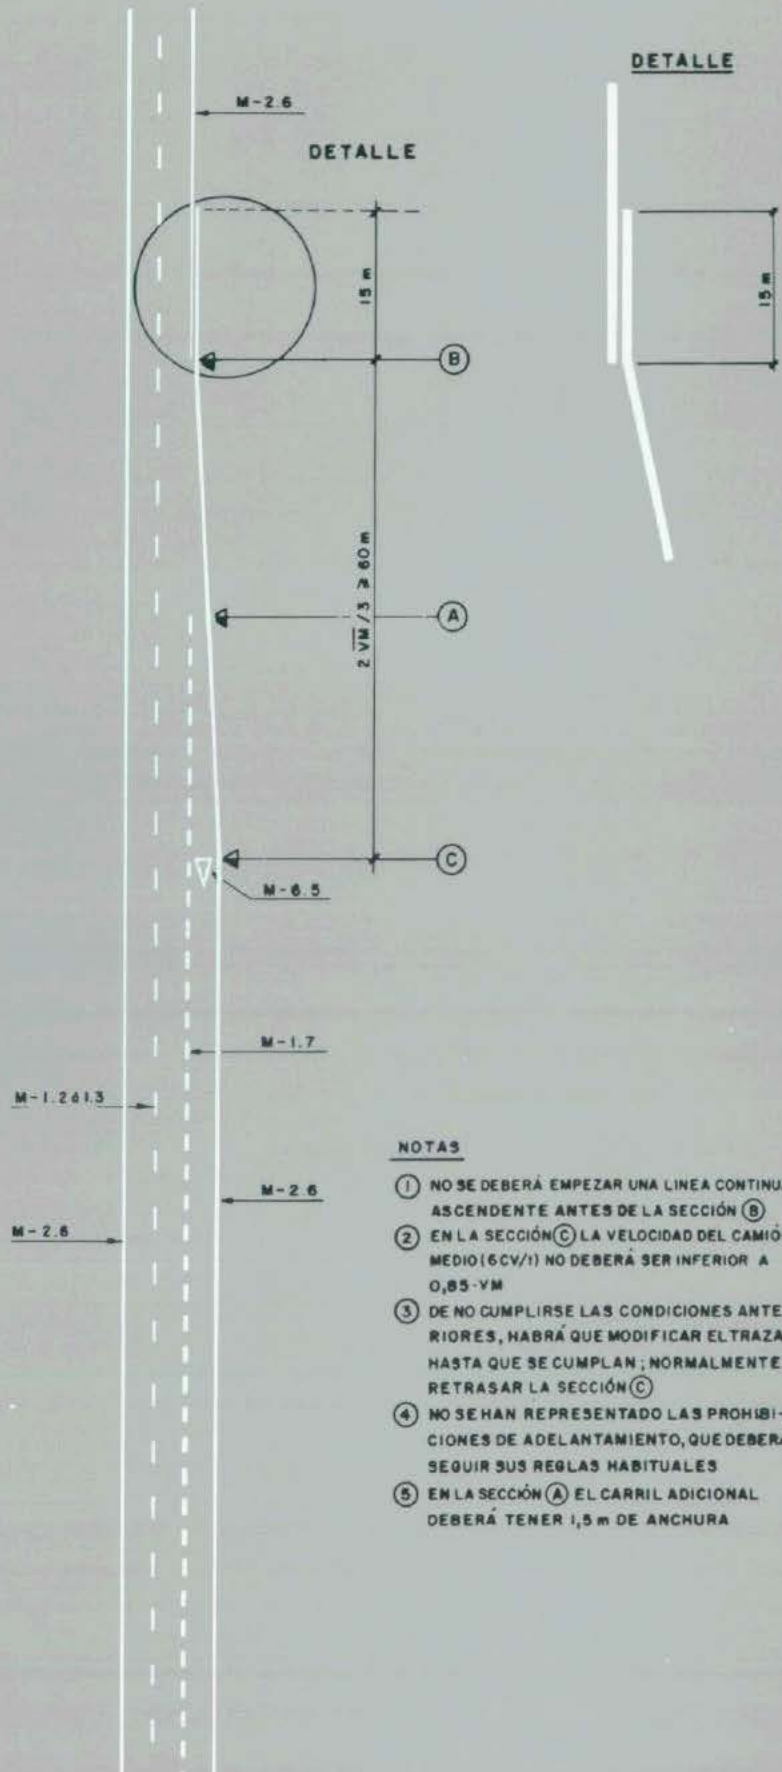 DETALLE
M-2.6
DETALLE
15 m
15 m
B
2 VM/3 ≥ 60 m
A
C
M-6.5
M-1.7
M-1.2 ó 1.3
M-2.6
M-2.6
NOTAS
1 NO SE DEBERÁ EMPEZAR UNA LINEA CONTINUA
ASCENDENTE ANTES DE LA SECCIÓN B
2 EN LA SECCIÓN C LA VELOCIDAD DEL CAMIÓ
MEDIO (6CV/t) NO DEBERÁ SER INFERIOR A
0,85·VM
3 DE NO CUMPLIRSE LAS CONDICIONES ANTE
RIORES, HABRÁ QUE MODIFICAR EL TRAZA
HASTA QUE SE CUMPLAN; NORMALMENTE
RETRASAR LA SECCIÓN C
4 NO SE HAN REPRESENTADO LAS PROHIBI-
CIONES DE ADELANTAMIENTO, QUE DEBERÁ
SEGUIR SUS REGLAS HABITUALES
5 EN LA SECCIÓN A EL CARRIL ADICIONAL
DEBERÁ TENER 1,5 m DE ANCHURA